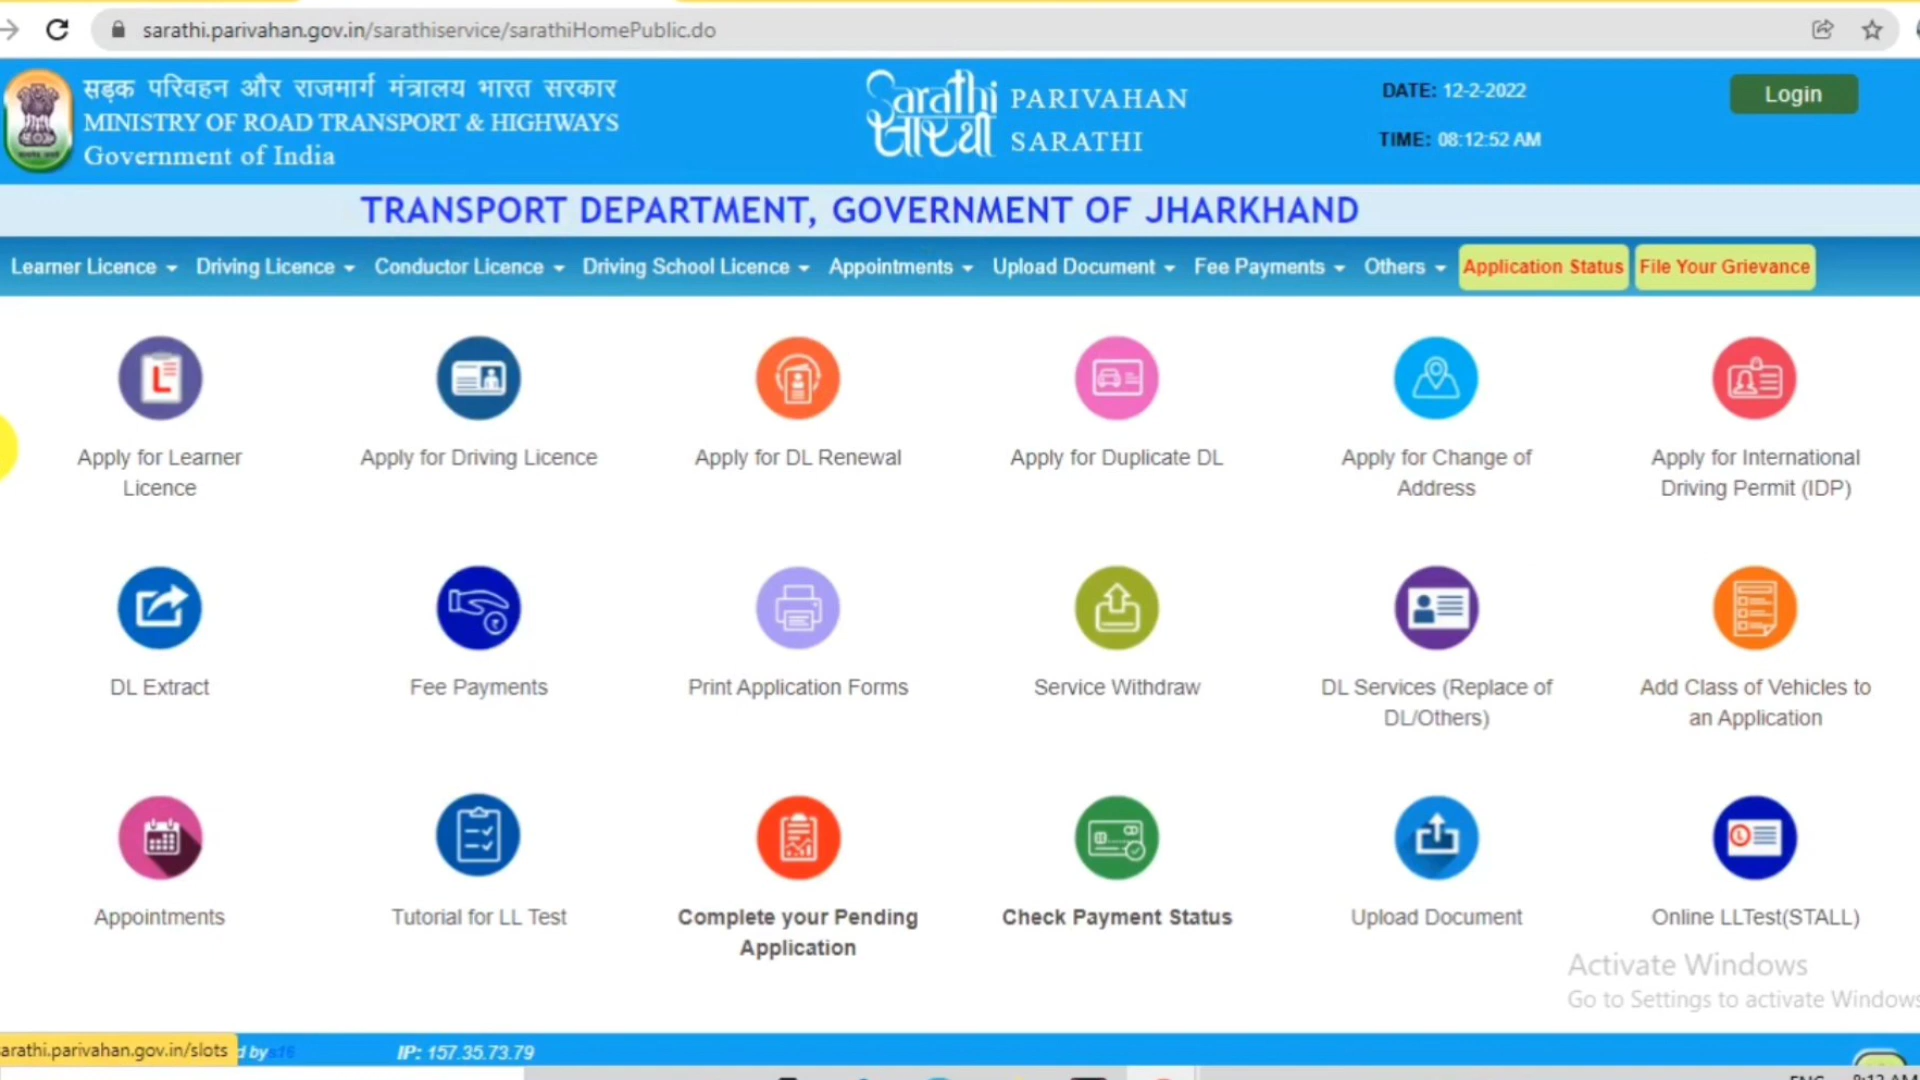 sarathi.parivahan.gov.in/sarathiservice/sarathiHomePublic.do
सड़क परिवहन और राजमार्ग मंत्रालय भारत सरकार
MINISTRY OF ROAD TRANSPORT & HIGHWAYS
Government of India
Sarathi
सारथी
PARIVAHAN
SARATHI
DATE: 12-2-2022
TIME: 08:12:52 AM
Login
TRANSPORT DEPARTMENT, GOVERNMENT OF JHARKHAND
Learner Licence Driving Licence Conductor Licence Driving School Licence Appointments Upload Document Fee Payments Others Application Status File Your Grievance
L
Apply for Learner
Licence
Apply for Driving Licence
Apply for DL Renewal
Apply for Duplicate DL
Apply for Change of
Address
Apply for International
Driving Permit (IDP)
DL Extract
Fee Payments
Print Application Forms
Service Withdraw
DL Services (Replace of
DL/Others)
Add Class of Vehicles to
an Application
Appointments
Tutorial for LL Test
Complete your Pending
Application
Check Payment Status
Upload Document
Online LLTest(STALL)
Activate Windows
Go to Settings to activate Windows
arathi.parivahan.gov.in/slots
d by s16
IP: 157.35.73.79